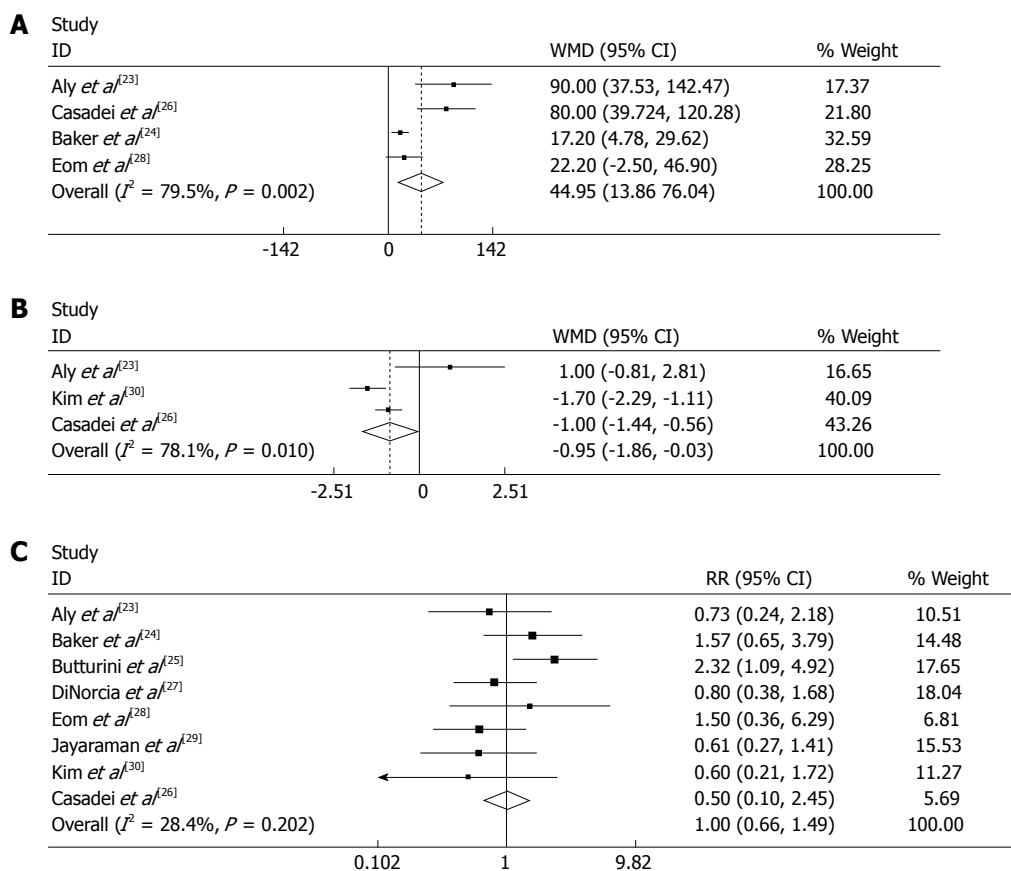 A Study
ID WMD (95% CI) % Weight
Aly et al[23] 90.00 (37.53, 142.47) 17.37
Casadei et al[26] 80.00 (39.724, 120.28) 21.80
Baker et al[24] 17.20 (4.78, 29.62) 32.59
Eom et al[28] 22.20 (-2.50, 46.90) 28.25
Overall (I² = 79.5%, P = 0.002) 44.95 (13.86 76.04) 100.00
-142 0 142
B Study
ID WMD (95% CI) % Weight
Aly et al[23] 1.00 (-0.81, 2.81) 16.65
Kim et al[30] -1.70 (-2.29, -1.11) 40.09
Casadei et al[26] -1.00 (-1.44, -0.56) 43.26
Overall (I² = 78.1%, P = 0.010) -0.95 (-1.86, -0.03) 100.00
-2.51 0 2.51
C Study
ID RR (95% CI) % Weight
Aly et al[23] 0.73 (0.24, 2.18) 10.51
Baker et al[24] 1.57 (0.65, 3.79) 14.48
Butturini et al[25] 2.32 (1.09, 4.92) 17.65
DiNorcia et al[27] 0.80 (0.38, 1.68) 18.04
Eom et al[28] 1.50 (0.36, 6.29) 6.81
Jayaraman et al[29] 0.61 (0.27, 1.41) 15.53
Kim et al[30] 0.60 (0.21, 1.72) 11.27
Casadei et al[26] 0.50 (0.10, 2.45) 5.69
Overall (I² = 28.4%, P = 0.202) 1.00 (0.66, 1.49) 100.00
0.102 1 9.82